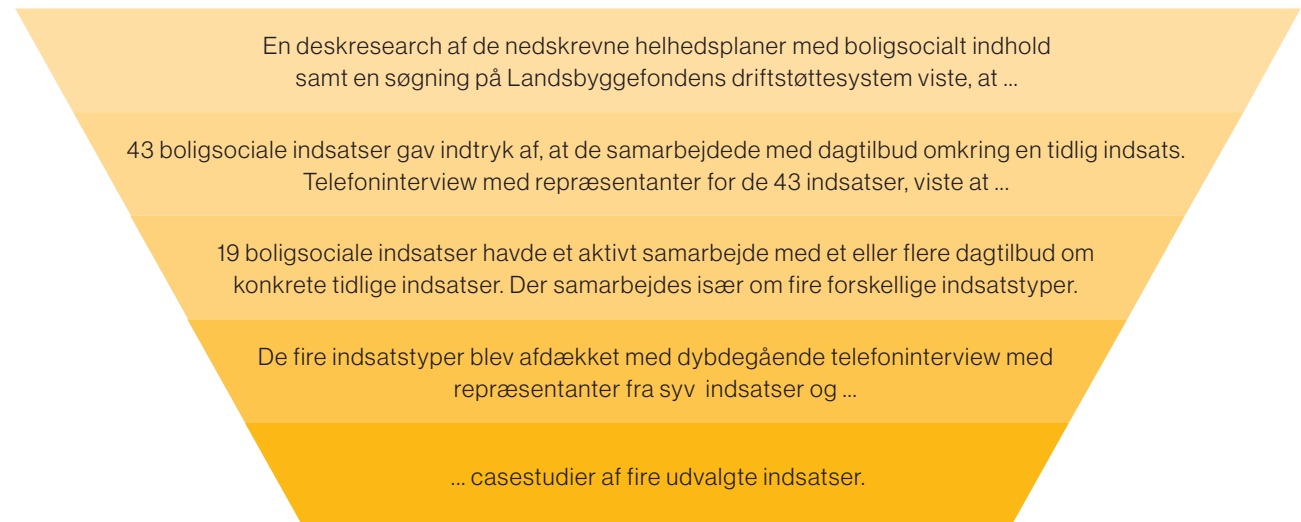 En deskresearch af de nedskrevne helhedsplaner med boligsocialt indhold
samt en søgning på Landsbyggefondens driftstøttesystem viste, at ...
43 boligsociale indsatser gav indtryk af, at de samarbejdede med dagtilbud omkring en tidlig indsats.
Telefoninterview med repræsentanter for de 43 indsatser, viste at ...
19 boligsociale indsatser havde et aktivt samarbejde med et eller flere dagtilbud om
konkrete tidlige indsatser. Der samarbejdes især om fire forskellige indsatstyper.
De fire indsatstyper blev afdækket med dybdegående telefoninterview med
repræsentanter fra syv indsatser og ...
... casestudier af fire udvalgte indsatser.